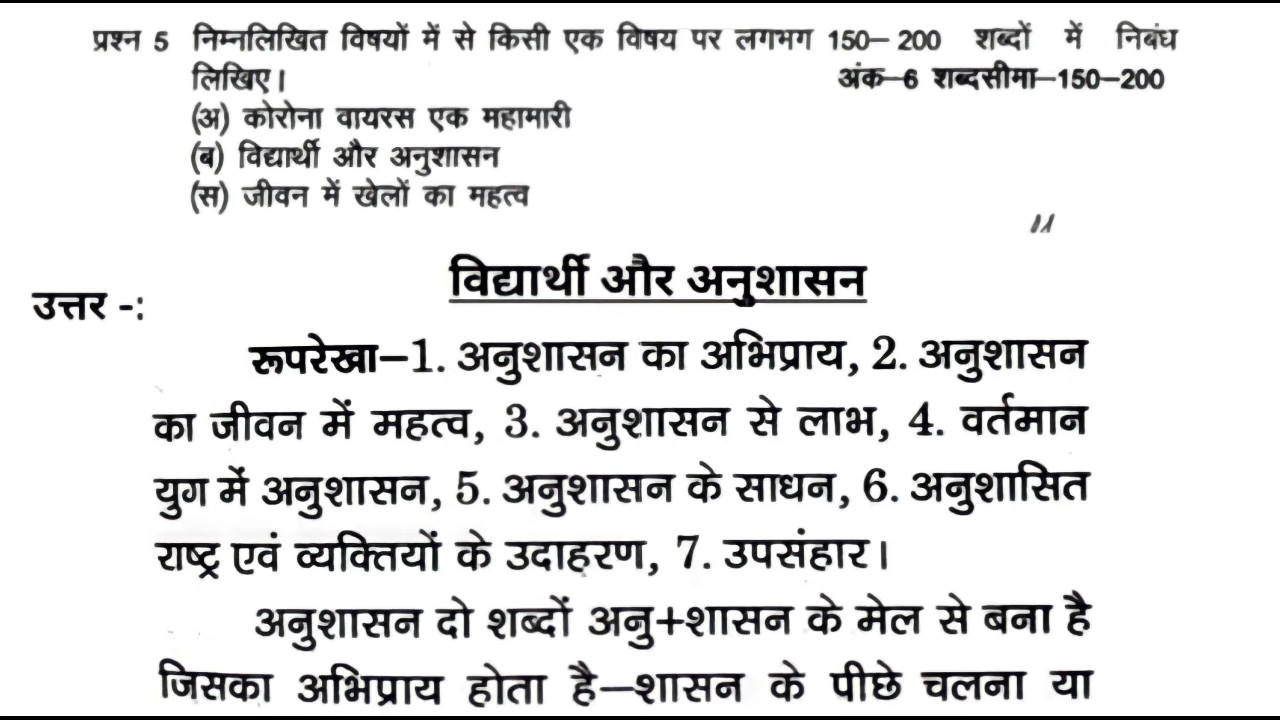 प्रश्न 5 निम्नलिखित विषयों में से किसी एक विषय पर लगभग 150– 200 शब्दों में निबंध
लिखिए। अंक–6 शब्दसीमा–150–200
(अ) कोरोना वायरस एक महामारी
(ब) विद्यार्थी और अनुशासन
(स) जीवन में खेलों का महत्व
विद्यार्थी और अनुशासन
उत्तर -:
रूपरेखा–1. अनुशासन का अभिप्राय, 2. अनुशासन
का जीवन में महत्व, 3. अनुशासन से लाभ, 4. वर्तमान
युग में अनुशासन, 5. अनुशासन के साधन, 6. अनुशासित
राष्ट्र एवं व्यक्तियों के उदाहरण, 7. उपसंहार।
अनुशासन दो शब्दों अनु+शासन के मेल से बना है
जिसका अभिप्राय होता है—शासन के पीछे चलना या